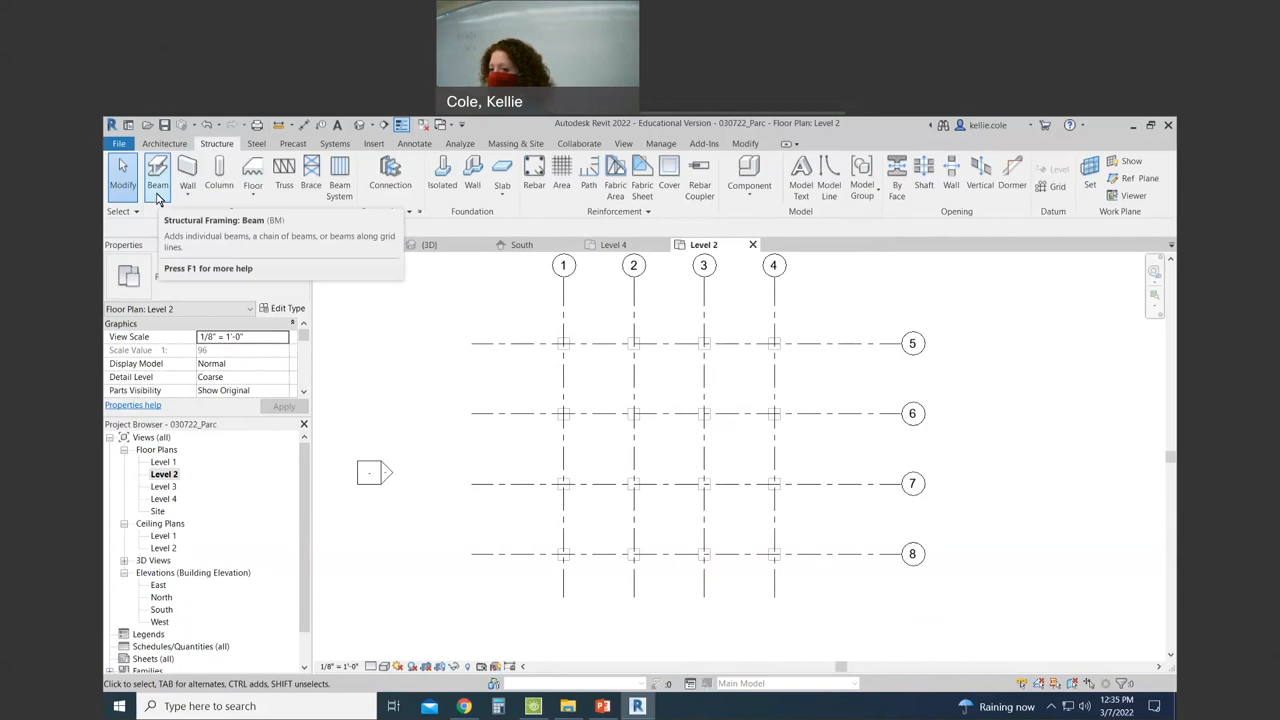 Cole, Kellie
Autodesk Revit 2022 - Educational Version - 030722_Parc - Floor Plan: Level 2
kellie.cole
File Architecture Structure Steel Precast Systems Insert Annotate Analyze Massing & Site Collaborate View Manage Add-Ins Modify
Modify
Beam
Wall
Column
Floor
Truss
Brace
Beam
System
Connection
Isolated
Wall
Slab
Rebar
Area
Path
Fabric
Area
Fabric
Sheet
Cover
Rebar
Coupler
Component
Model
Text
Model
Line
Model
Group
By
Face
Shaft
Wall
Vertical
Dormer
Level
Grid
Set
Show
Ref Plane
Viewer
Select
Foundation
Reinforcement
Model
Opening
Datum
Work Plane
Structural Framing: Beam (BM)
Adds individual beams, a chain of beams, or beams along grid
lines.
Press F1 for more help
Properties
(3D)
South
Level 4
Level 2
Floor Plan: Level 2
Edit Type
Graphics
View Scale 1/8" = 1'-0"
Scale Value 1: 96
Display Model Normal
Detail Level Coarse
Parts Visibility Show Original
Properties help
Apply
Project Browser - 030722_Parc
Views (all)
Floor Plans
Level 1
Level 2
Level 3
Level 4
Site
Ceiling Plans
Level 1
Level 2
3D Views
Elevations (Building Elevation)
East
North
South
West
Legends
Schedules/Quantities (all)
Sheets (all)
Families
1 2 3 4
5
6
7
8
1/8" = 1'-0"
Click to select, TAB for alternates, CTRL adds, SHIFT unselects.
:0
Main Model
:0
Type here to search
Raining now
12:35 PM
3/7/2022